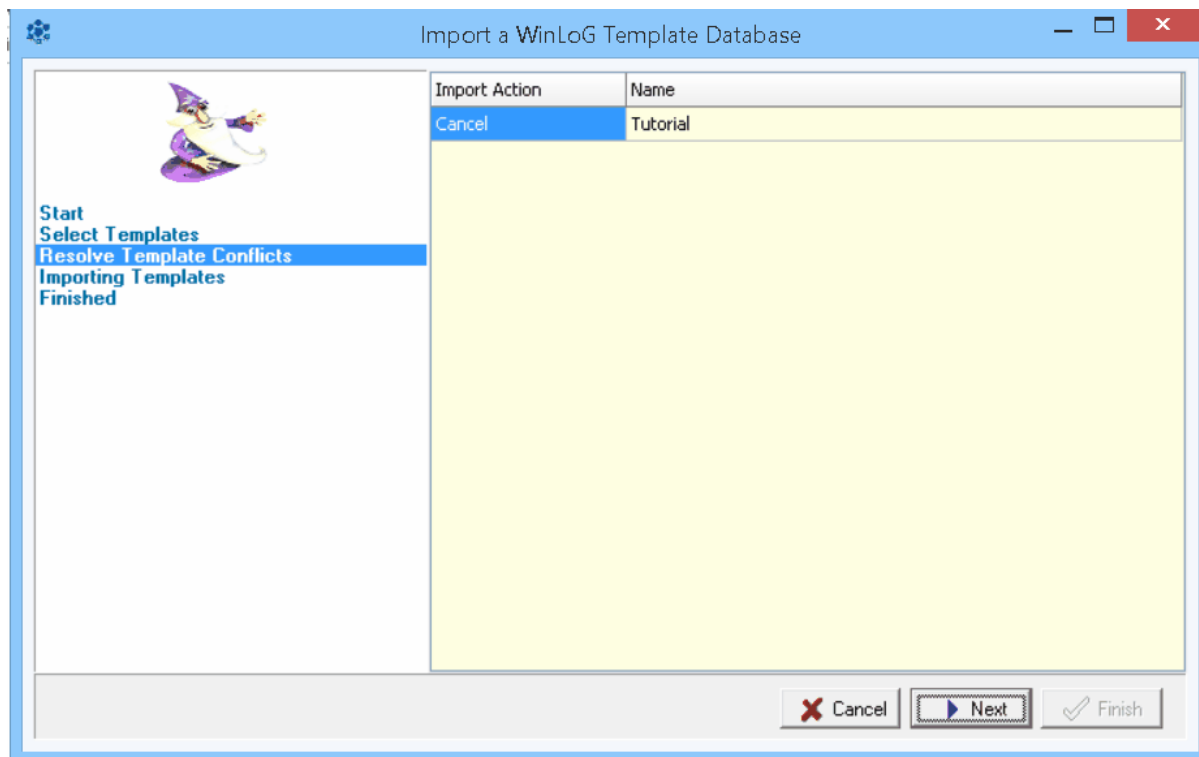 Import a WinLoG Template Database
Start
Select Templates
Resolve Template Conflicts
Importing Templates
Finished
Import Action Name
Cancel Tutorial
Cancel Next Finish